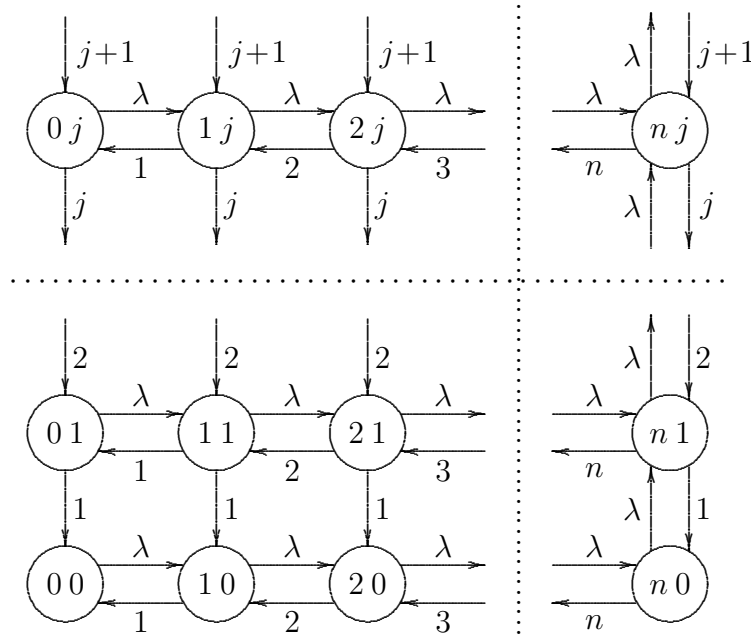 j+1 j+1 j+1 λ j+1
λ λ λ λ
0 j 1 j 2 j n j
1 2 3 n
j j j λ j
2 2 2 λ 2
λ λ λ λ
0 1 1 1 2 1 n 1
1 2 3 n
1 1 1 λ 1
λ λ λ λ
0 0 1 0 2 0 n 0
1 2 3 n